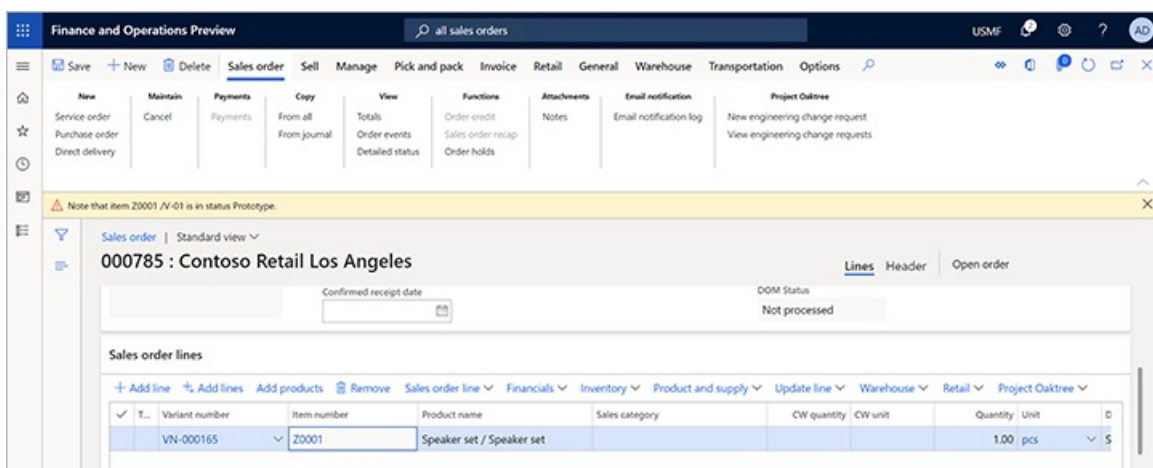 Finance and Operations Preview all sales orders USMF 2 ? AD
Save New Delete Sales order Sell Manage Pick and pack Invoice Retail General Warehouse Transportation Options 0
New Maintain Payments Copy View Functions Attachments Email notification Project Oaktree
Service order Cancel Payments From all Totals Order credit Notes Email notification log New engineering change request
Purchase order From journal Order events Sales order recap View engineering change requests
Direct delivery Detailed status Order holds
Note that item Z0001 /V-01 is in status Prototype.
Sales order | Standard view
000785 : Contoso Retail Los Angeles Lines Header Open order
Confirmed receipt date DOM Status
Not processed
Sales order lines
Add line Add lines Add products Remove Sales order line Financials Inventory Product and supply Update line Warehouse Retail Project Oaktree
T... Variant number Item number Product name Sales category CW quantity CW unit Quantity Unit D
VN-000165 Z0001 Speaker set / Speaker set 1.00 pcs S